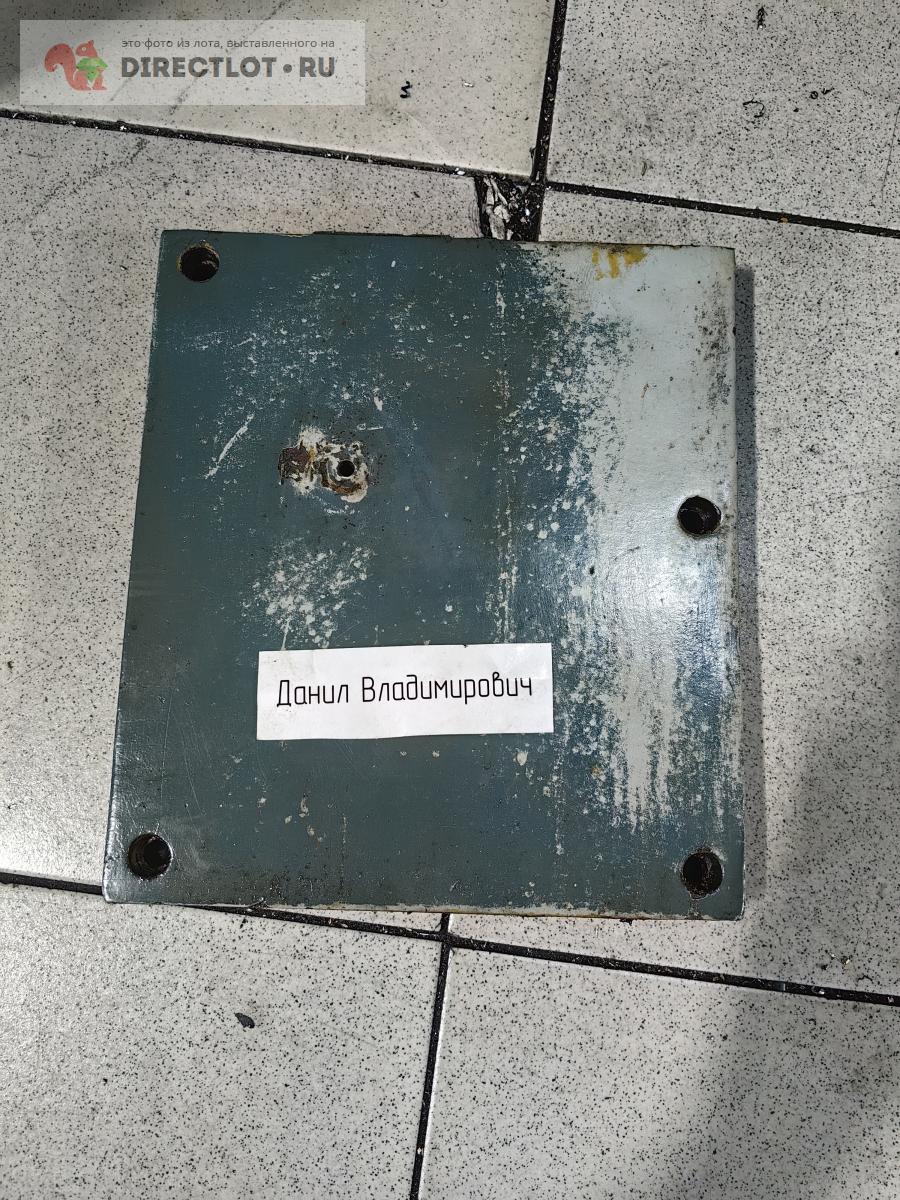 это фото из лота, выставленного на
DIRECTLOT•RU
Данил Владимирович